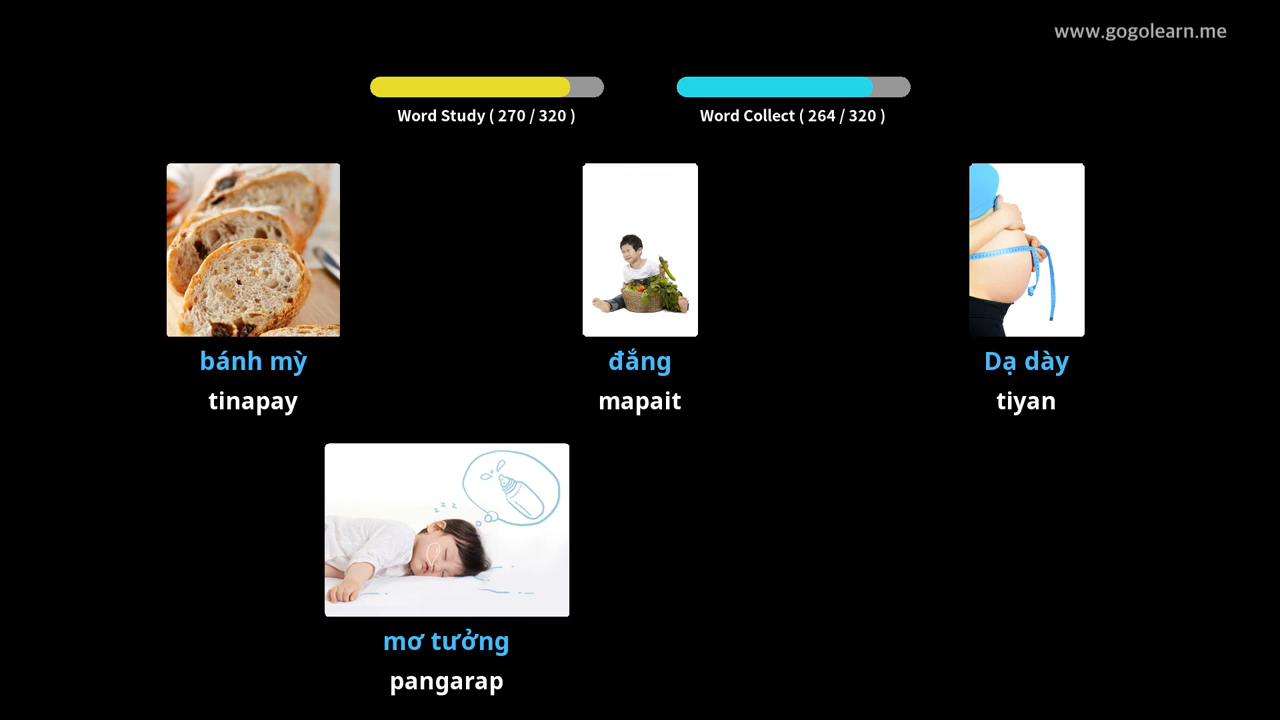 www.gogolearn.me
Word Study ( 270 / 320 )
Word Collect ( 264 / 320 )
bánh mỳ
tinapay
đắng
mapait
Dạ dày
tiyan
mơ tưởng
pangarap